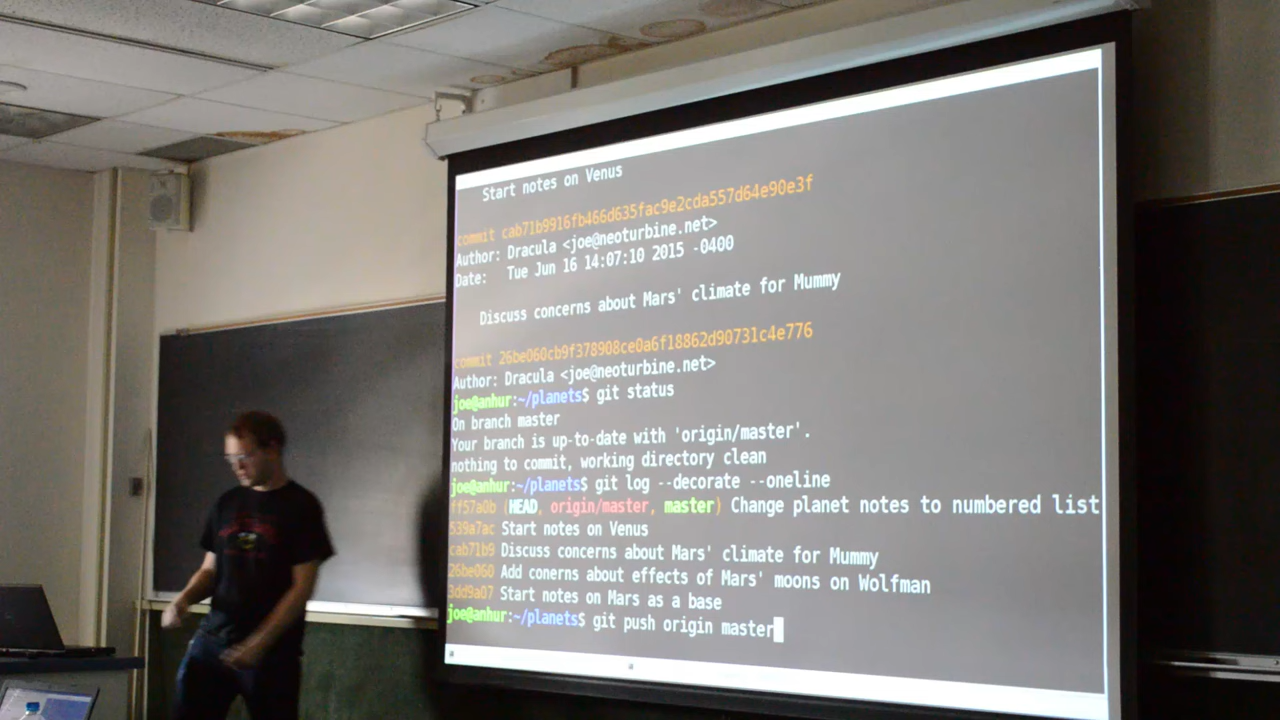 Start notes on Venus
commit cab71b9916fb466d635fac9e2cda557d64e90e3f
Author: Dracula <joe@neoturbine.net>
Date:   Tue Jun 16 14:07:10 2015 -0400
Discuss concerns about Mars' climate for Mummy
commit 26be060cb9f378908ce0a6f18862d90731c4e776
Author: Dracula <joe@neoturbine.net>
joe@anhur:~/planets$ git status
On branch master
Your branch is up-to-date with 'origin/master'.
nothing to commit, working directory clean
joe@anhur:~/planets$ git log --decorate --oneline
ff57a0b (HEAD, origin/master, master) Change planet notes to numbered list
539a7ac Start notes on Venus
cab71b9 Discuss concerns about Mars' climate for Mummy
26be060 Add conerns about effects of Mars' moons on Wolfman
3dd9a07 Start notes on Mars as a base
joe@anhur:~/planets$ git push origin master